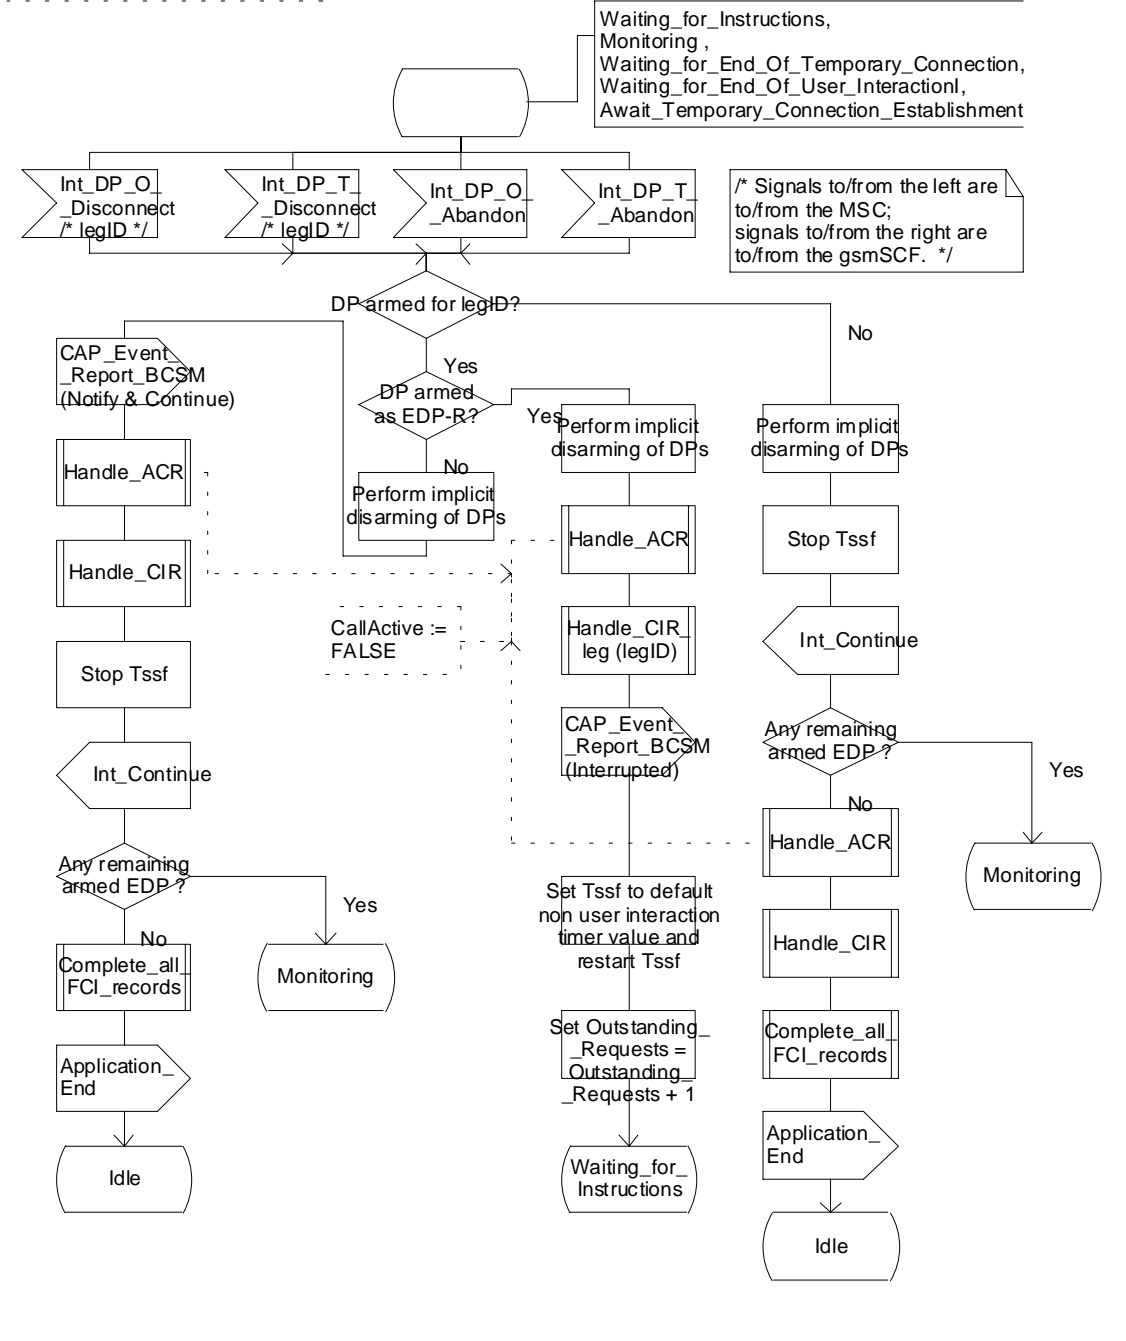 Waiting_for_Instructions,
Monitoring ,
Waiting_for_End_Of_Temporary_Connection,
Waiting_for_End_Of_User_InteractionI,
Await_Temporary_Connection_Establishment
Int_DP_O_
_Disconnect
/* legID */
Int_DP_T_
_Disconnect
/* legID */
Int_DP_O_
_Abandon
Int_DP_T_
_Abandon
/* Signals to/from the left are
to/from the MSC;
signals to/from the right are
to/from the gsmSCF.  */
DP armed for legID?
No
Yes
CAP_Event_
_Report_BCSM
(Notify & Continue)
DP armed
as EDP-R?
Yes
No
Perform implicit
disarming of DPs
Perform implicit
disarming of DPs
Perform implicit
disarming of DPs
Handle_ACR
Handle_ACR
Stop Tssf
Handle_CIR
CallActive :=
FALSE
Handle_CIR_
leg (legID)
Int_Continue
Stop Tssf
CAP_Event_
_Report_BCSM
(Interrupted)
Any remaining
armed EDP ?
Yes
No
Int_Continue
Handle_ACR
Monitoring
Any remaining
armed EDP ?
Yes
No
Set Tssf to default
non user interaction
timer value and
restart Tssf
Handle_CIR
Complete_all_
FCI_records
Monitoring
Set Outstanding_
_Requests =
Outstanding_
_Requests + 1
Complete_all_
FCI_records
Application_
End
Application_
End
Idle
Waiting_for_
Instructions
Idle